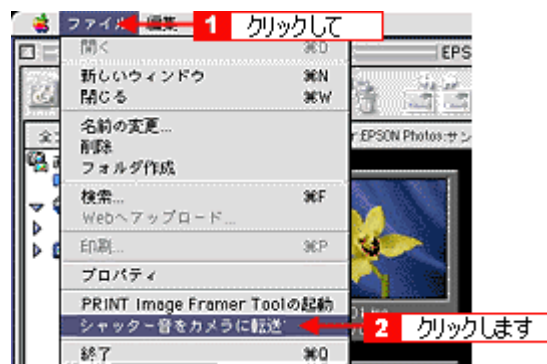 ファイル 編集 1 クリックして
開く ⌘O
EPS
新しいウィンドウ ⌘N
閉じる ⌘W
名前の変更...
削除
フォルダ作成
EPSON Photos:サン
検索... ⌘F
Webへアップロード...
印刷... ⌘P
プロパティ
PRINT Image Framer Toolの起動
シャッター音をカメラに転送 2 クリックします
終了 ⌘Q